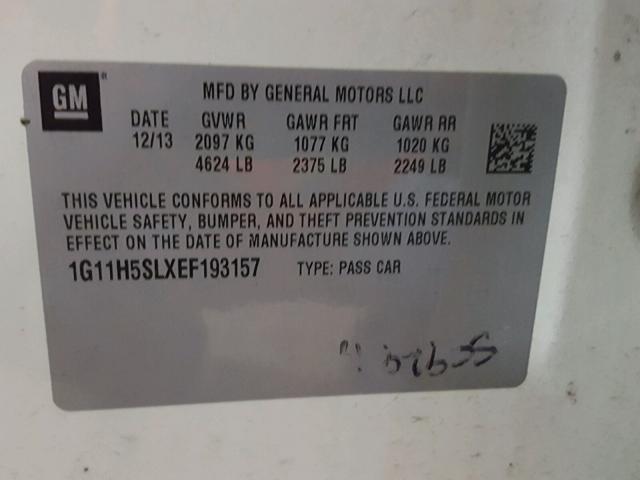 GM
MFD BY GENERAL MOTORS LLC
DATE GVWR GAWR FRT GAWR RR
12/13 2097 KG 1077 KG 1020 KG
4624 LB 2375 LB 2249 LB
THIS VEHICLE CONFORMS TO ALL APPLICABLE U.S. FEDERAL MOTOR
VEHICLE SAFETY, BUMPER, AND THEFT PREVENTION STANDARDS IN
EFFECT ON THE DATE OF MANUFACTURE SHOWN ABOVE.
1G11H5SLXEF193157 TYPE: PASS CAR